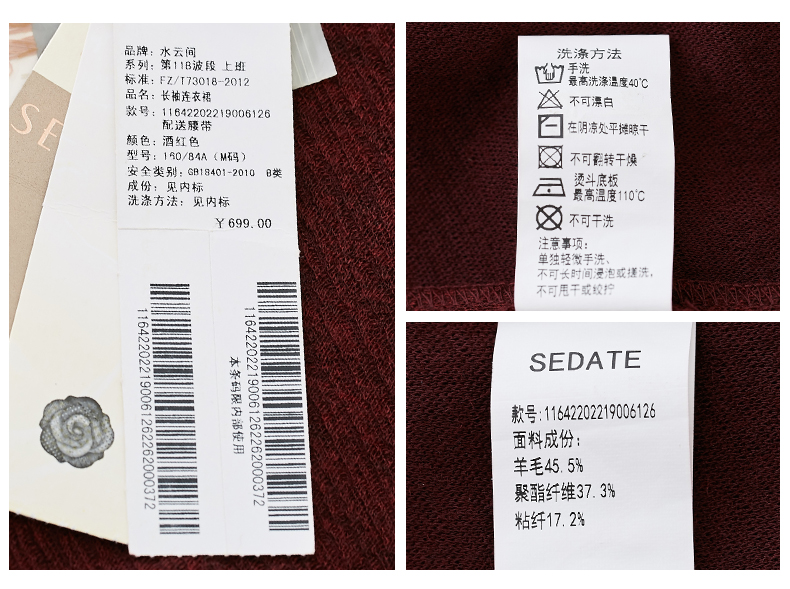 SE
品牌：水云间
系列：第118波段 上班
标准：FZ/T73018-2012
品名：长袖连衣裙
款号：11642202219006126
配送腰带
颜色：酒红色
型号：160/84A（M码）
安全类别：GB18401-2010 B类
成份：见内标
洗涤方法：见内标
￥699.00
11642202219006126226200037​2
11642202219006126226200037​2
本条码限内部使用
洗涤方法
手洗
最高洗涤温度40℃
不可漂白
在阴凉处平摊晾干
不可翻转干燥
烫斗底板
最高温度110℃
不可干洗
注意事项：
单独轻微手洗、
不可长时间浸泡或搓洗，
不可甩干或绞拧
SEDATE
款号:11642202219006126
面料成份：
羊毛45.5%
聚酯纤维37.3%
粘纤17.2%